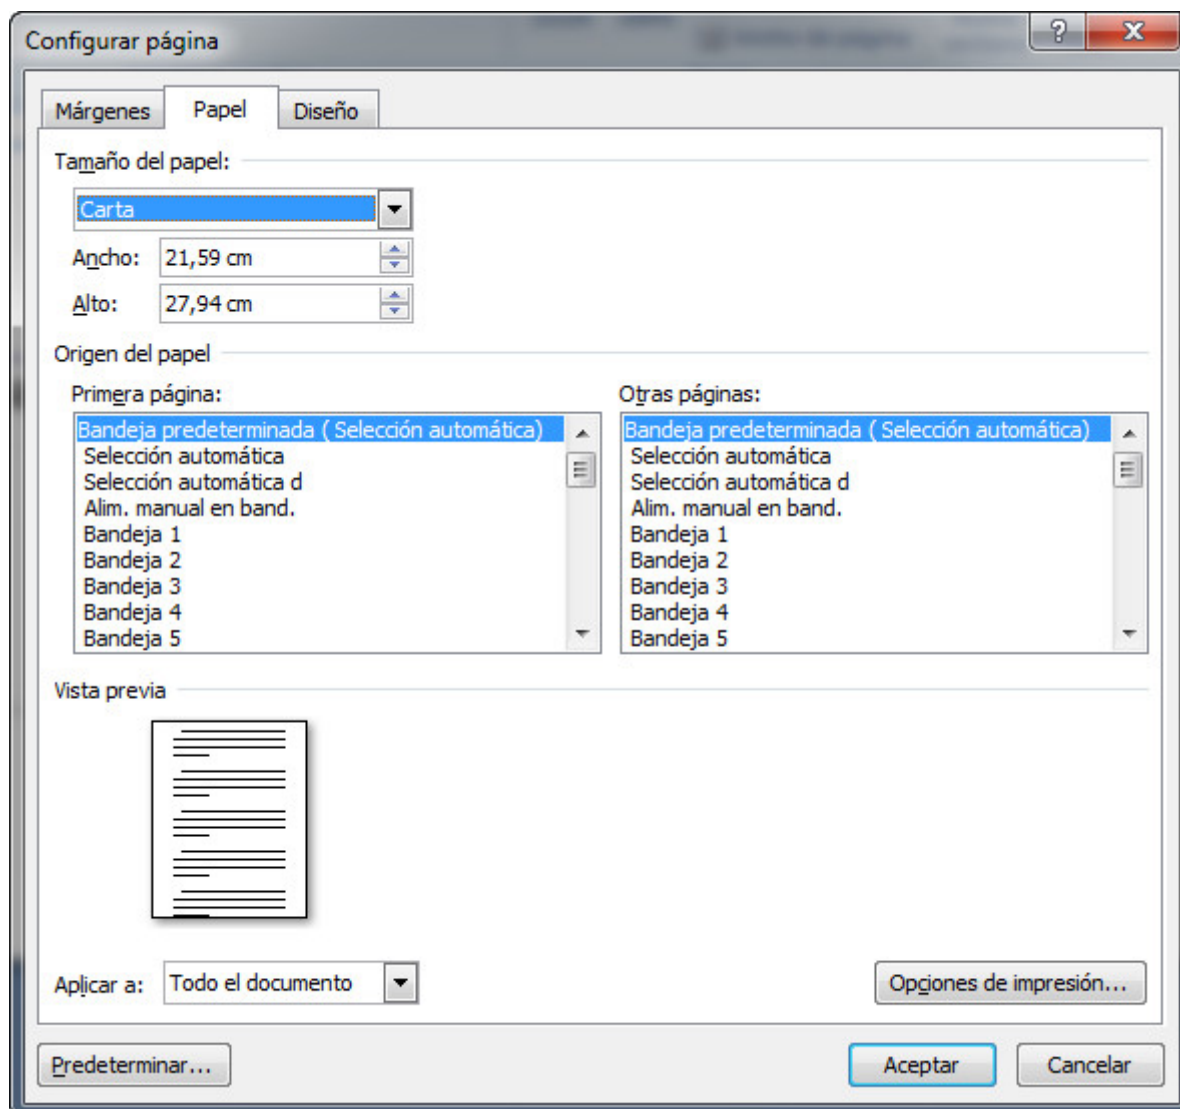 Configurar página
?
X
Márgenes Papel Diseño
Tamaño del papel:
Carta
Ancho: 21,59 cm
Alto: 27,94 cm
Origen del papel
Primera página:
Bandeja predeterminada ( Selección automática)
Selección automática
Selección automática d
Alim. manual en band.
Bandeja 1
Bandeja 2
Bandeja 3
Bandeja 4
Bandeja 5
Otras páginas:
Bandeja predeterminada ( Selección automática)
Selección automática
Selección automática d
Alim. manual en band.
Bandeja 1
Bandeja 2
Bandeja 3
Bandeja 4
Bandeja 5
Vista previa
Aplicar a: Todo el documento
Opciones de impresión...
Predeterminar...
Aceptar
Cancelar